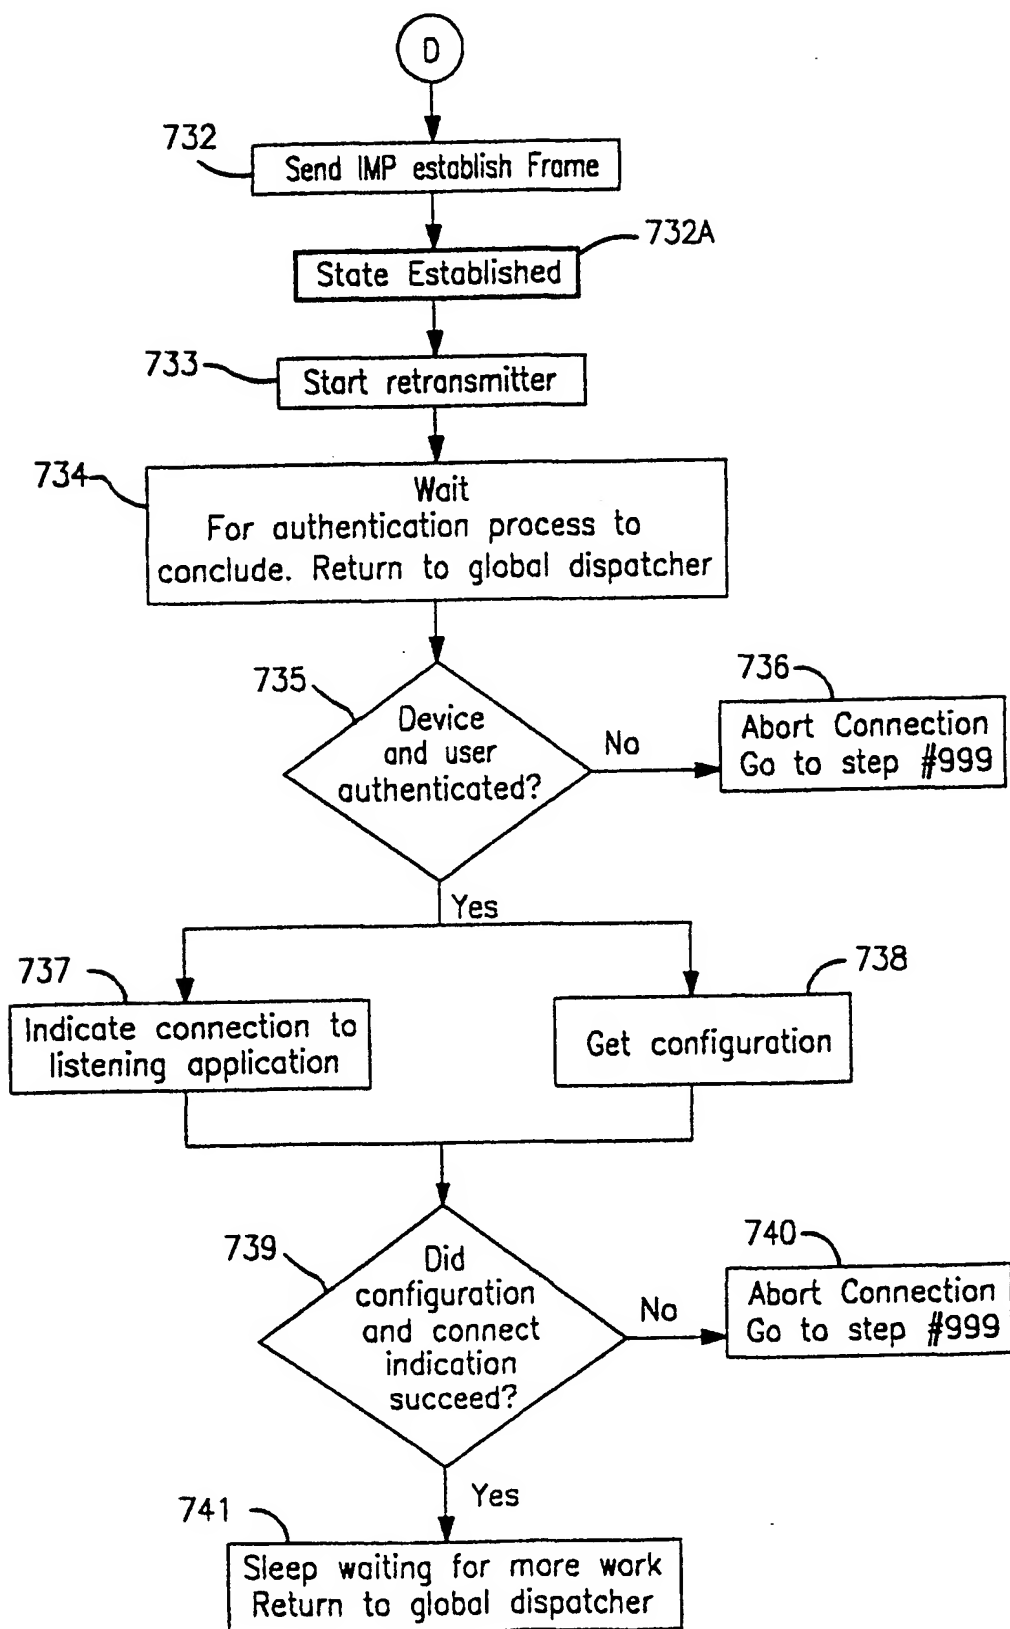 D
732
Send IMP establish Frame
732A
State Established
733
Start retransmitter
734
Wait
For authentication process to
conclude. Return to global dispatcher
735
Device
and user
authenticated?
No
736
Abort Connection
Go to step #999
Yes
737
Indicate connection to
listening application
738
Get configuration
739
Did
configuration
and connect
indication
succeed?
No
740
Abort Connection
Go to step #999
Yes
741
Sleep waiting for more work
Return to global dispatcher